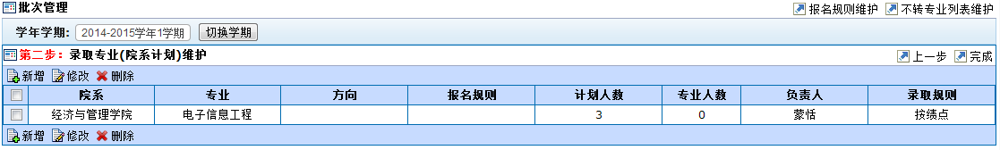 批次管理 报名规则维护 不转专业列表维护
学年学期: 2014-2015学年1学期 切换学期
第二步：录取专业(院系计划)维护 上一步 完成
新增 修改 删除
院系 专业 方向 报名规则 计划人数 专业人数 负责人 录取规则
经济与管理学院 电子信息工程 3 0 蒙恬 按绩点
新增 修改 删除